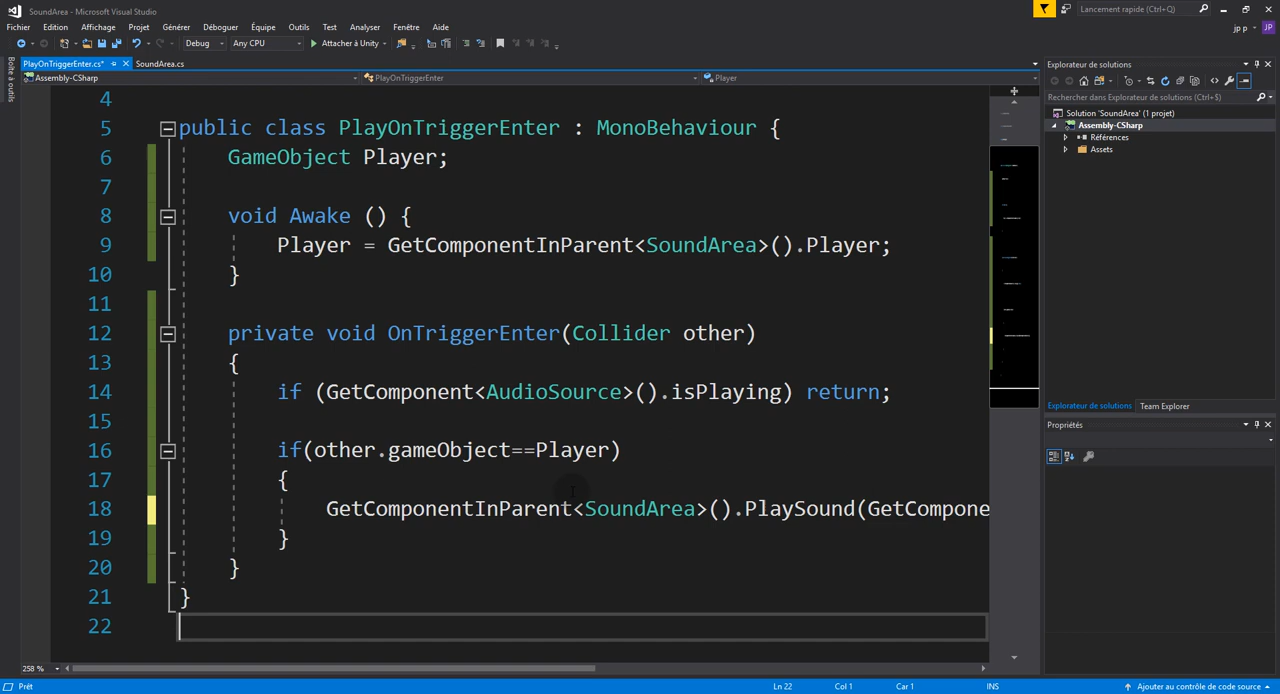 SoundArea - Microsoft Visual Studio
Lancement rapide (Ctrl+Q)
Fichier Edition Affichage Projet Générer Déboguer Équipe Outils Test Analyser Fenêtre Aide
jp p JP
Debug Any CPU Attacher à Unity
Boîte à outils
PlayOnTriggerEnter.cs* SoundArea.cs
Assembly-CSharp PlayOnTriggerEnter Player
4
5 public class PlayOnTriggerEnter : MonoBehaviour {
6 GameObject Player;
7
8 void Awake () {
9 Player = GetComponentInParent<SoundArea>().Player;
10 }
11
12 private void OnTriggerEnter(Collider other)
13 {
14 if (GetComponent<AudioSource>().isPlaying) return;
15
16 if(other.gameObject==Player)
17 {
18 GetComponentInParent<SoundArea>().PlaySound(GetCompone
19 }
20 }
21 }
22
258 %
Explorateur de solutions
Rechercher dans Explorateur de solutions (Ctrl+$)
Solution 'SoundArea' (1 projet)
Assembly-CSharp
Références
Assets
Explorateur de solutions Team Explorer
Propriétés
Prêt Ln 22 Col 1 Car 1 INS Ajouter au contrôle de code source